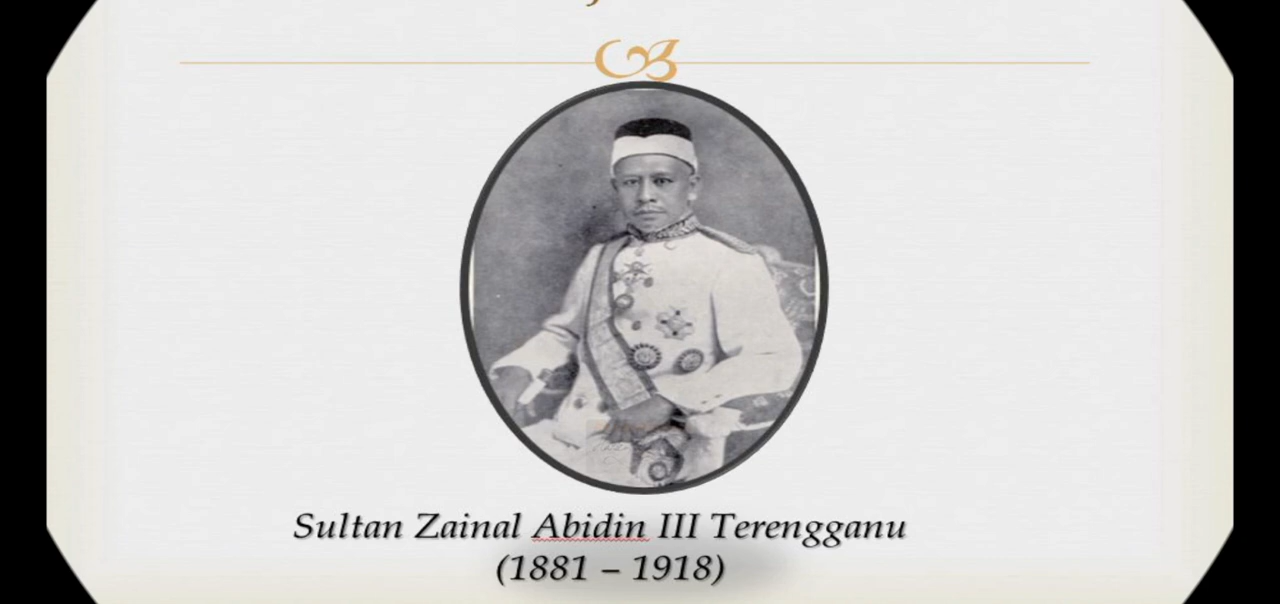 Sultan Zainal Abidin III Terengganu
(1881 – 1918)